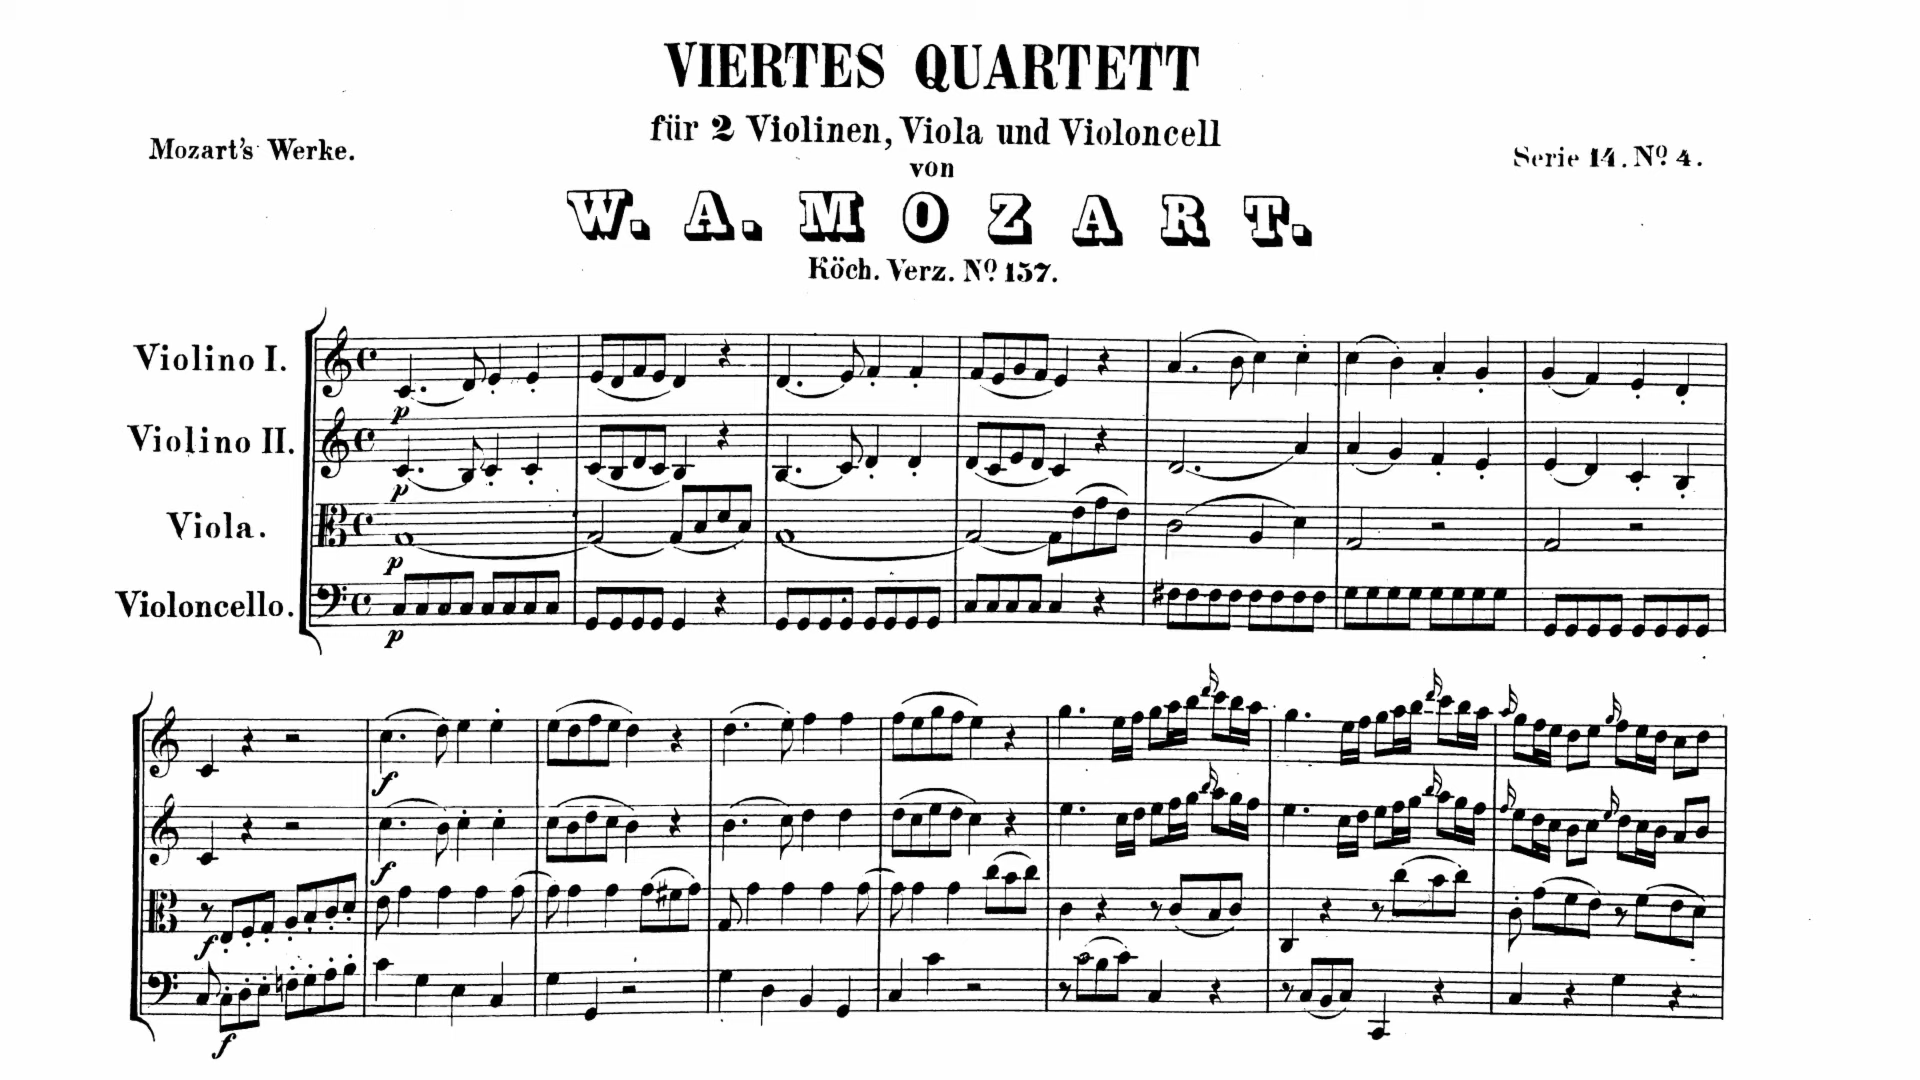 VIERTES QUARTETT
für 2 Violinen, Viola und Violoncell
Mozart's Werke.
Serie 14. Nº 4.
von
W. A. MOZART.
Köch. Verz. Nº 157.
Violino I.
p
Violino II.
p
Viola.
p
Violoncello.
p
f
f
f
f